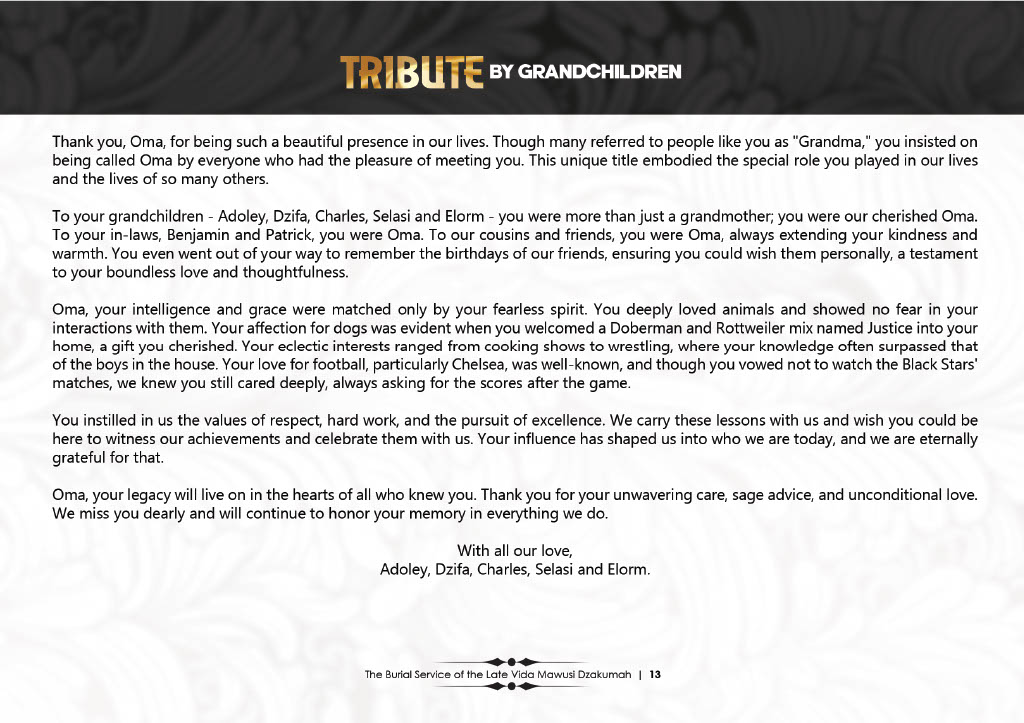 TRIBUTE BY GRANDCHILDREN
Thank you, Oma, for being such a beautiful presence in our lives. Though many referred to people like you as "Grandma," you insisted on
being called Oma by everyone who had the pleasure of meeting you. This unique title embodied the special role you played in our lives
and the lives of so many others.
To your grandchildren - Adoley, Dzifa, Charles, Selasi and Elorm - you were more than just a grandmother; you were our cherished Oma.
To your in-laws, Benjamin and Patrick, you were Oma. To our cousins and friends, you were Oma, always extending your kindness and
warmth. You even went out of your way to remember the birthdays of our friends, ensuring you could wish them personally, a testament
to your boundless love and thoughtfulness.
Oma, your intelligence and grace were matched only by your fearless spirit. You deeply loved animals and showed no fear in your
interactions with them. Your affection for dogs was evident when you welcomed a Doberman and Rottweiler mix named Justice into your
home, a gift you cherished. Your eclectic interests ranged from cooking shows to wrestling, where your knowledge often surpassed that
of the boys in the house. Your love for football, particularly Chelsea, was well-known, and though you vowed not to watch the Black Stars'
matches, we knew you still cared deeply, always asking for the scores after the game.
You instilled in us the values of respect, hard work, and the pursuit of excellence. We carry these lessons with us and wish you could be
here to witness our achievements and celebrate them with us. Your influence has shaped us into who we are today, and we are eternally
grateful for that.
Oma, your legacy will live on in the hearts of all who knew you. Thank you for your unwavering care, sage advice, and unconditional love.
We miss you dearly and will continue to honor your memory in everything we do.
With all our love,
Adoley, Dzifa, Charles, Selasi and Elorm.
The Burial Service of the Late Vida Mawusi Dzakumah | 13